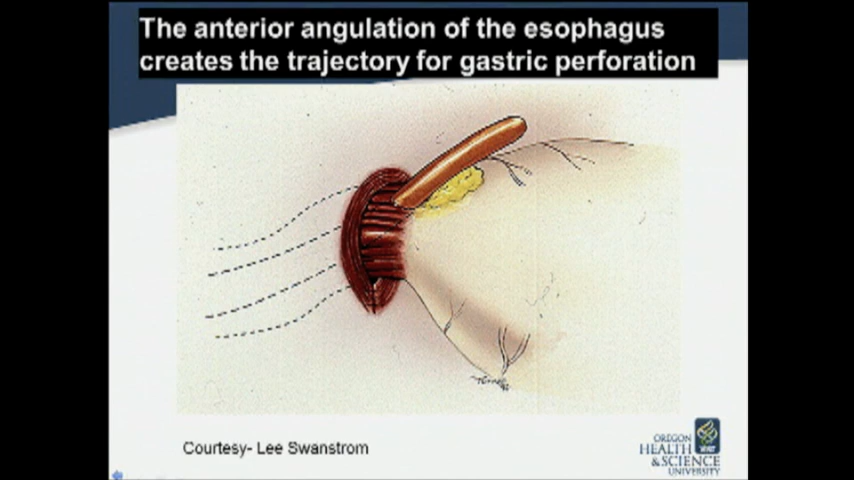 The anterior angulation of the esophagus
creates the trajectory for gastric perforation
Courtesy- Lee Swanstrom
OREGON
HEALTH
& SCIENCE
UNIVERSITY